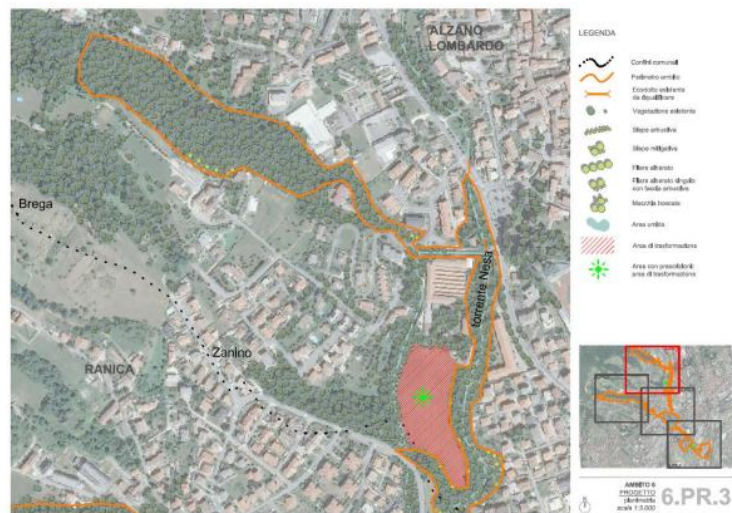 ALZANO
LOMBARDO
Brega
Zanino
RANICA
torrente Nesa
LEGENDA
Confini comunali
Perimetro ambito
Ecodotto esistente
da riqualificare
Vegetazione esistente
Siepe arbustiva
Siepe mitigativa
Filare alberato
Filare alberato singolo
con fascia arbustiva
Macchia boscata
Area umida
Area di trasformazione
Area con prescrizioni:
area di trasformazione
AMBITO 6
PROGETTO
planimetria
scala 1:3.000
6.PR.3